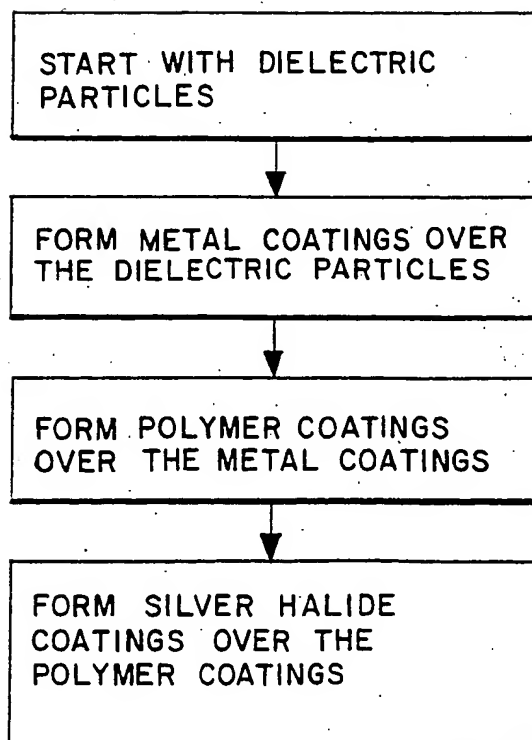 START WITH DIELECTRIC
PARTICLES
FORM METAL COATINGS OVER
THE DIELECTRIC PARTICLES
FORM POLYMER COATINGS
OVER THE METAL COATINGS
FORM SILVER HALIDE
COATINGS OVER THE
POLYMER COATINGS